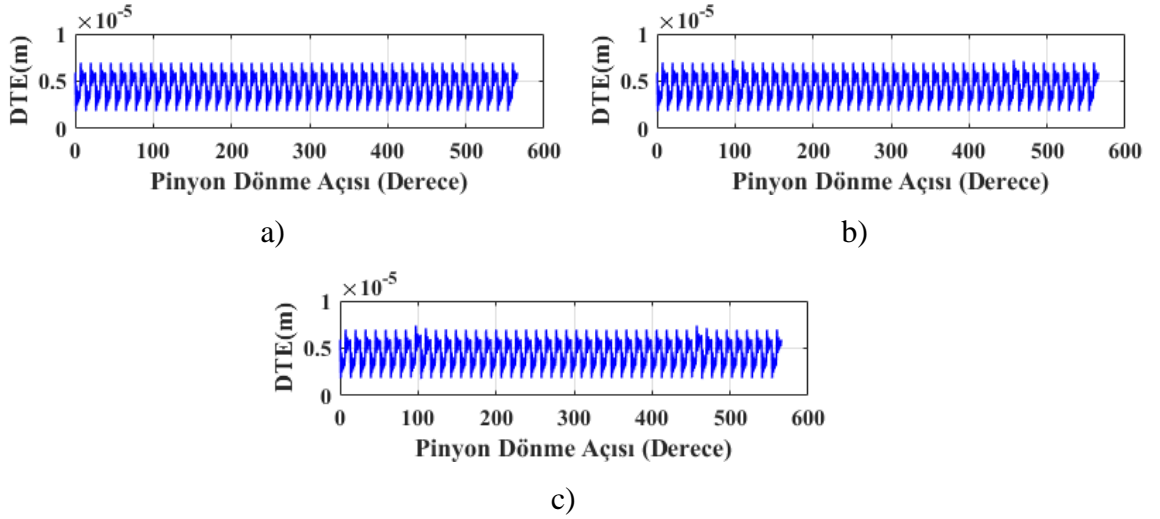 ×10⁻⁵
1
0.5
0
DTE(m)
0 100 200 300 400 500 600
Pinyon Dönme Açısı (Derece)
a)
×10⁻⁵
1
0.5
0
DTE(m)
0 100 200 300 400 500 600
Pinyon Dönme Açısı (Derece)
b)
×10⁻⁵
1
0.5
0
DTE(m)
0 100 200 300 400 500 600
Pinyon Dönme Açısı (Derece)
c)